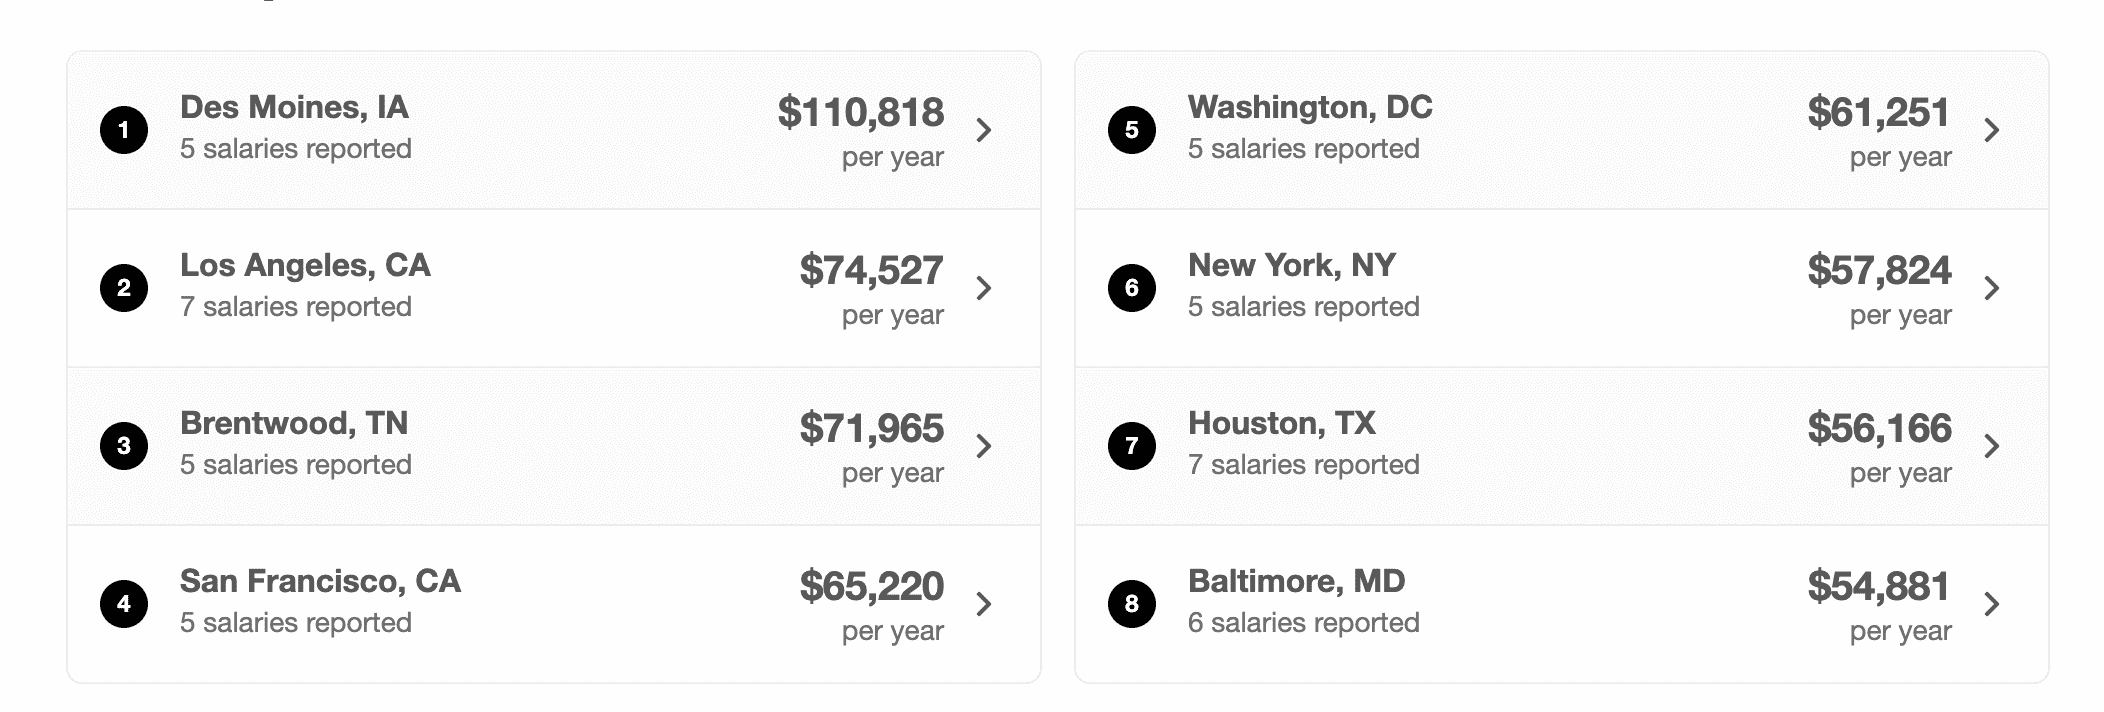 1
Des Moines, IA
5 salaries reported
$110,818
per year
2
Los Angeles, CA
7 salaries reported
$74,527
per year
3
Brentwood, TN
5 salaries reported
$71,965
per year
4
San Francisco, CA
5 salaries reported
$65,220
per year
5
Washington, DC
5 salaries reported
$61,251
per year
6
New York, NY
5 salaries reported
$57,824
per year
7
Houston, TX
7 salaries reported
$56,166
per year
8
Baltimore, MD
6 salaries reported
$54,881
per year